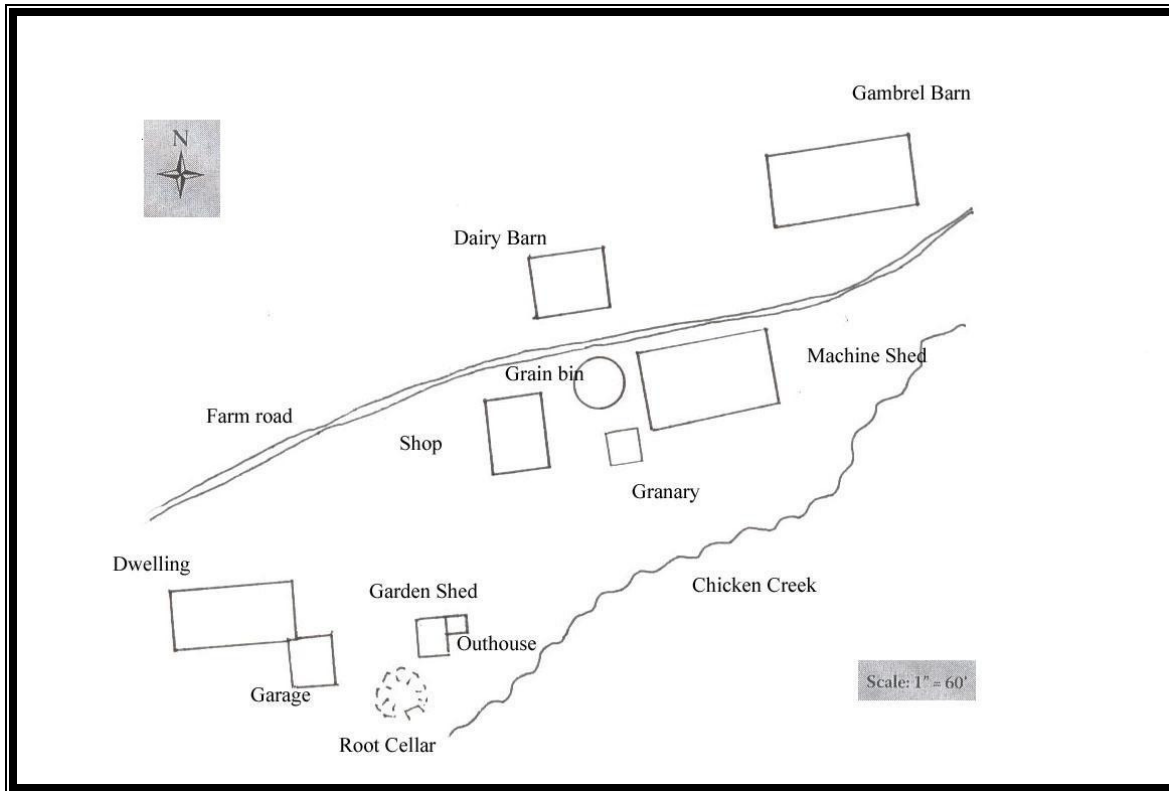 Gambrel Barn
N
Dairy Barn
Machine Shed
Grain bin
Farm road
Shop
Granary
Dwelling
Chicken Creek
Garden Shed
Outhouse
Scale: 1" = 60'
Garage
Root Cellar